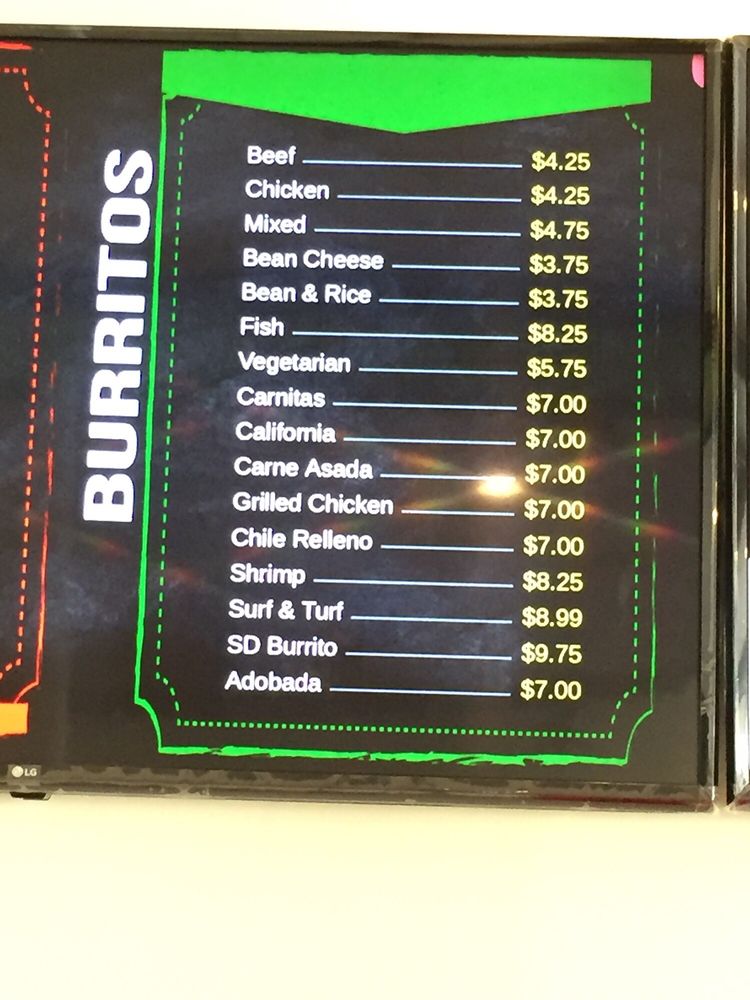 BURRITOS
Beef $4.25
Chicken $4.25
Mixed $4.75
Bean Cheese $3.75
Bean & Rice $3.75
Fish $8.25
Vegetarian $5.75
Carnitas $7.00
California $7.00
Carne Asada $7.00
Grilled Chicken $7.00
Chile Relleno $7.00
Shrimp $8.25
Surf & Turf $8.99
SD Burrito $9.75
Adobada $7.00
LG